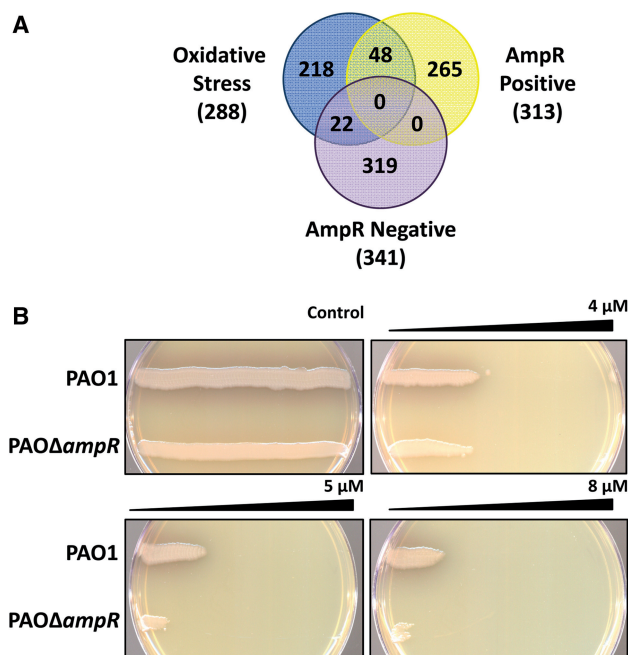 A
Oxidative
Stress
(288)
218
48
265
0
22
0
319
AmpR
Positive
(313)
AmpR Negative
(341)
B
Control
4 µM
PAO1
PAOΔampR
5 µM
8 µM
PAO1
PAOΔampR